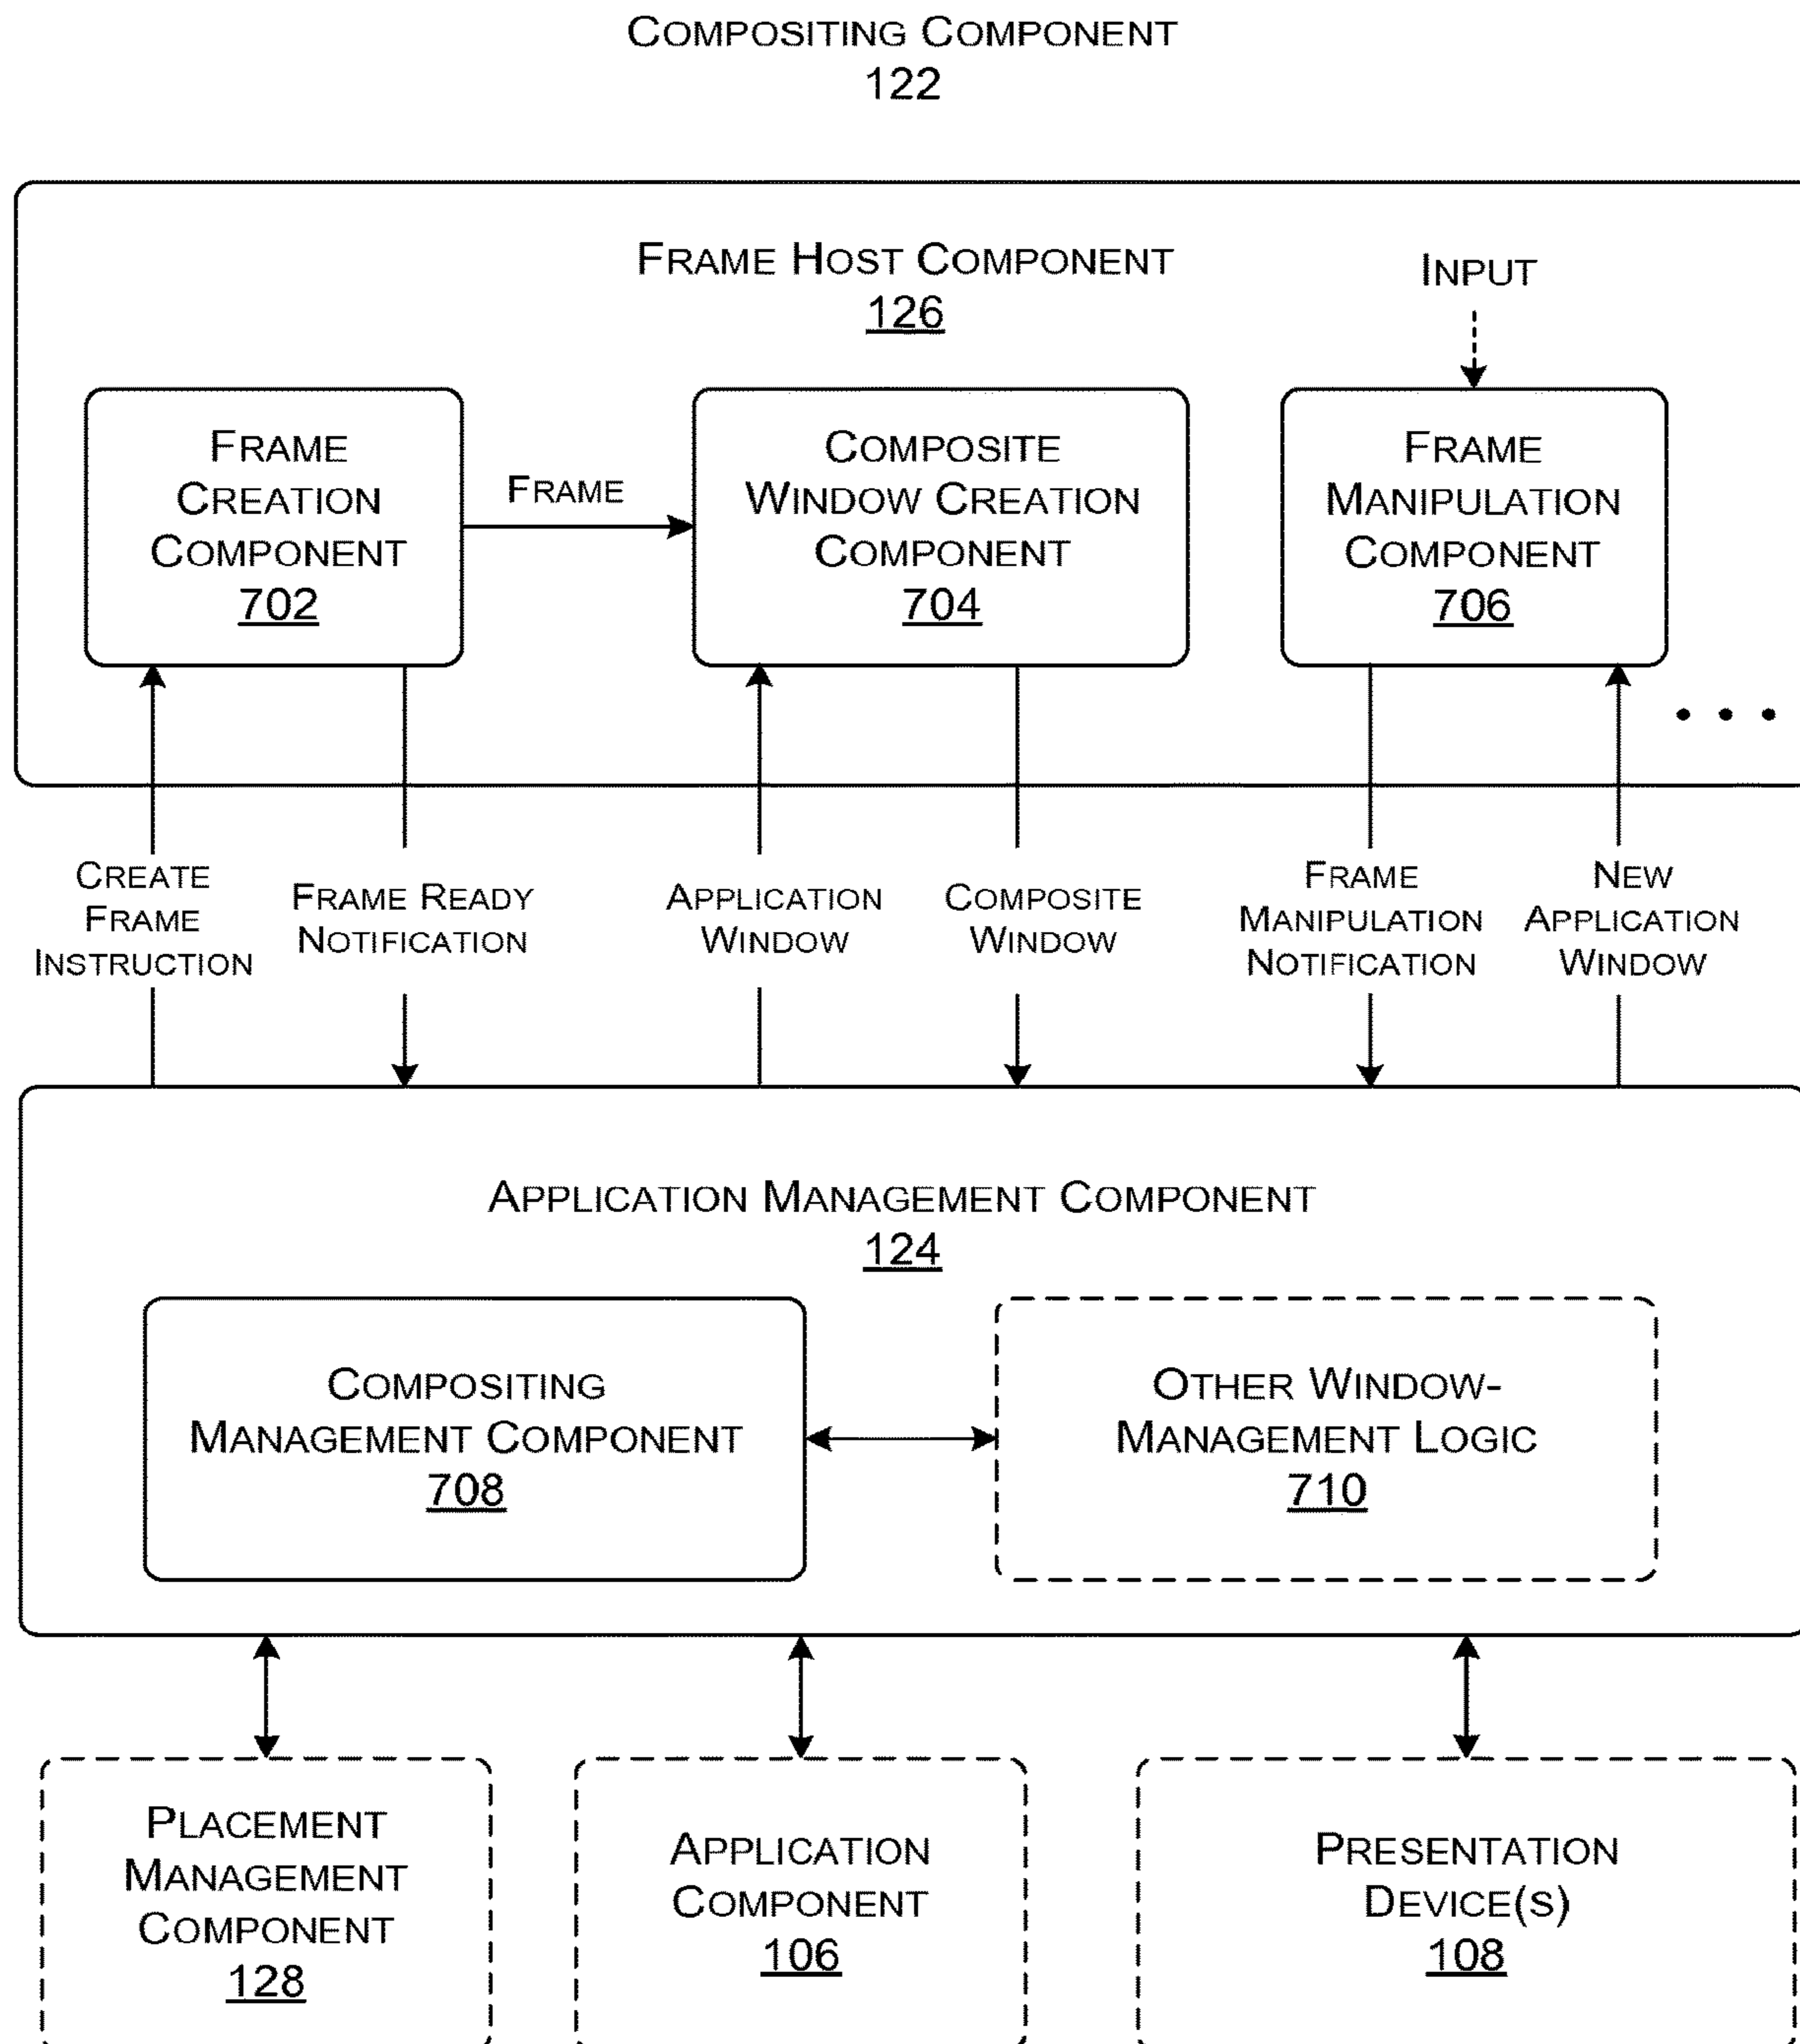 COMPOSITING COMPONENT
122
FRAME HOST COMPONENT
126
INPUT
FRAME
CREATION
COMPONENT
702
FRAME
COMPOSITE
WINDOW CREATION
COMPONENT
704
FRAME
MANIPULATION
COMPONENT
706
CREATE
FRAME
INSTRUCTION
FRAME READY
NOTIFICATION
APPLICATION
WINDOW
COMPOSITE
WINDOW
FRAME
MANIPULATION
NOTIFICATION
NEW
APPLICATION
WINDOW
APPLICATION MANAGEMENT COMPONENT
124
COMPOSITING
MANAGEMENT COMPONENT
708
OTHER WINDOW-
MANAGEMENT LOGIC
710
PLACEMENT
MANAGEMENT
COMPONENT
128
APPLICATION
COMPONENT
106
PRESENTATION
DEVICE(S)
108